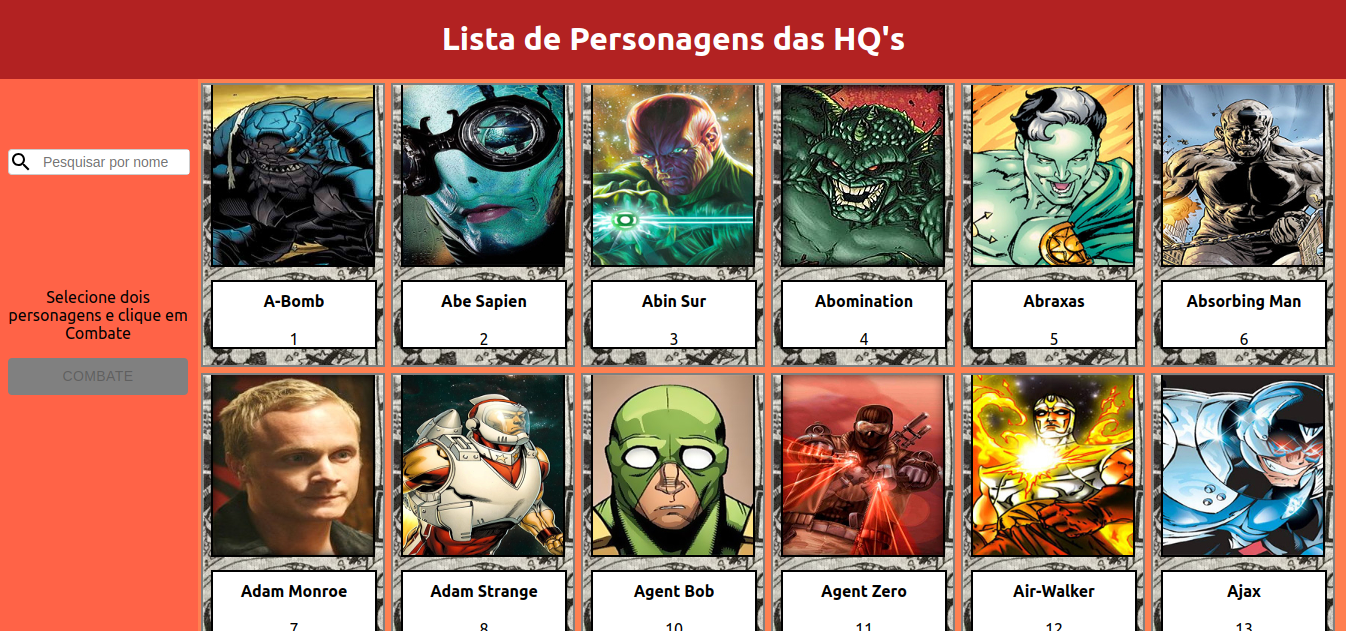 Lista de Personagens das HQ's
Pesquisar por nome
Selecione dois
personagens e clique em
Combate
COMBATE
A-Bomb
1
Abe Sapien
2
Abin Sur
3
Abomination
4
Abraxas
5
Absorbing Man
6
Adam Monroe
7
Adam Strange
8
Agent Bob
10
Agent Zero
11
Air-Walker
12
Ajax
13